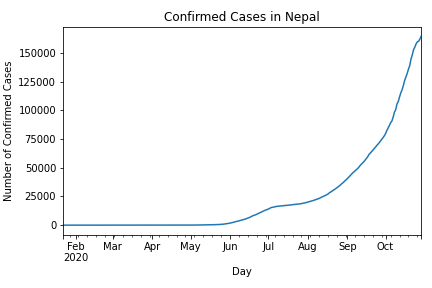 Confirmed Cases in Nepal
Number of Confirmed Cases
150000
125000
100000
75000
50000
25000
0
Feb Mar Apr May Jun Jul Aug Sep Oct
2020
Day